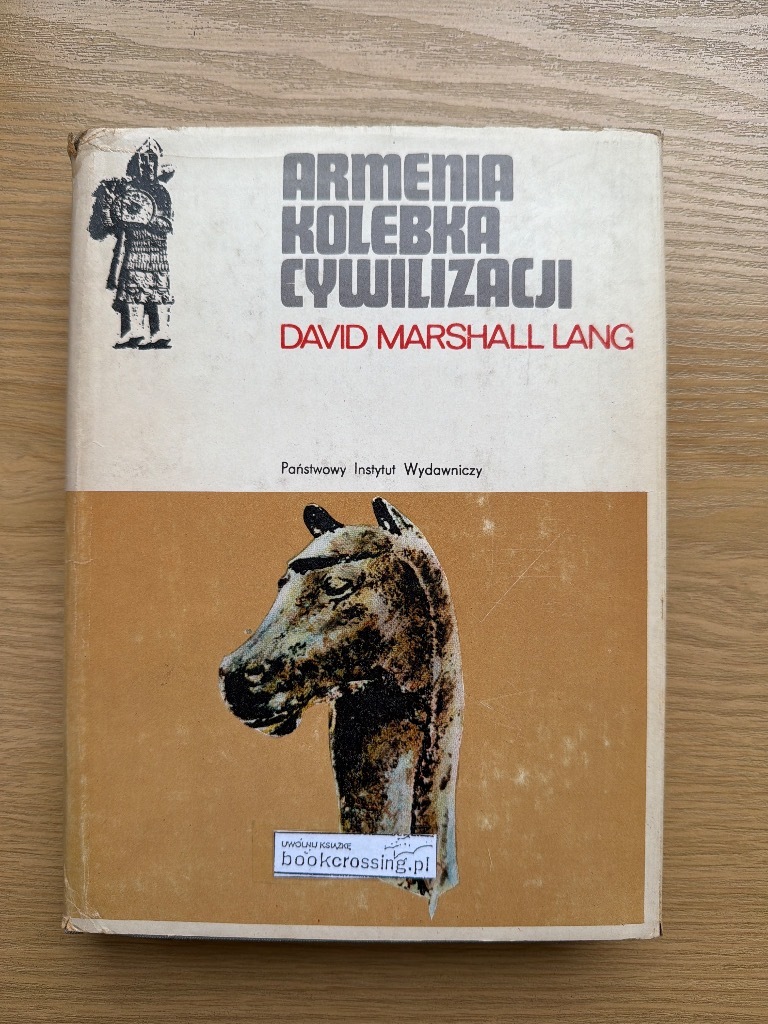 ARMENIA
KOLEBKA
CYWILIZACJI
DAVID MARSHALL LANG
Państwowy Instytut Wydawniczy
UWOLNIJ KSIĄŻKĘ
bookcrossing.pl